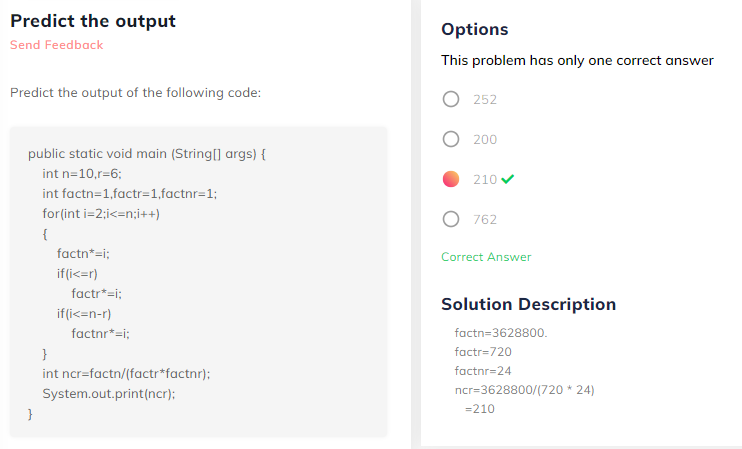 Predict the output
Send Feedback
Predict the output of the following code:
public static void main (String[] args) {
int n=10,r=6;
int factn=1,factr=1,factnr=1;
for(int i=2;i<=n;i++)
{
factn*=i;
if(i<=r)
factr*=i;
if(i<=n-r)
factnr*=i;
}
int ncr=factn/(factr*factnr);
System.out.print(ncr);
}
Options
This problem has only one correct answer
252
200
210
762
Correct Answer
Solution Description
factn=3628800.
factr=720
factnr=24
ncr=3628800/(720 * 24)
=210